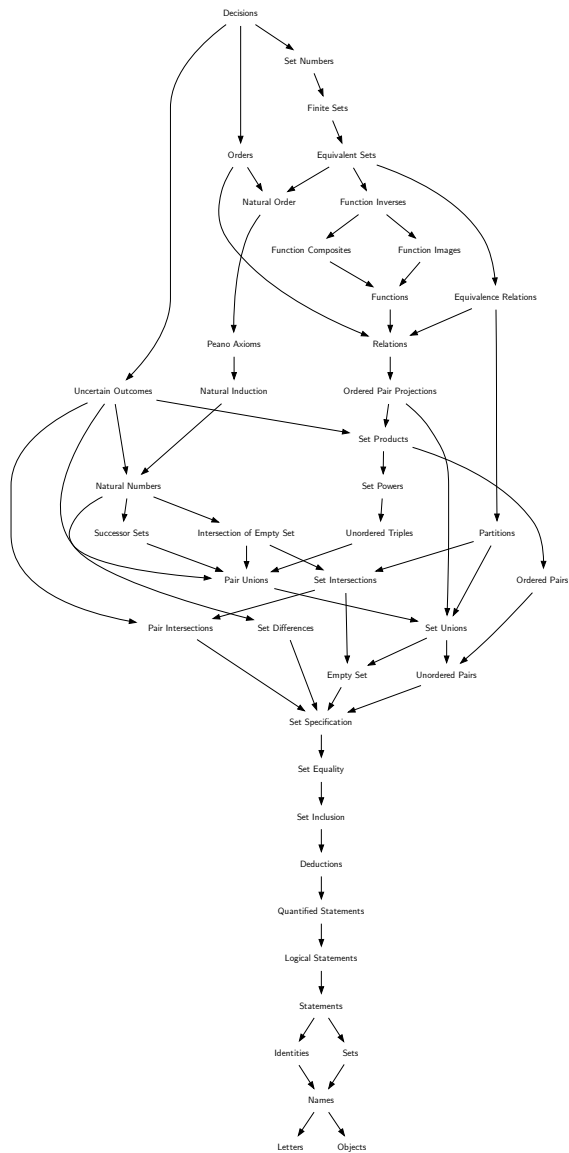 Decisions
Set Numbers
Finite Sets
Orders
Equivalent Sets
Natural Order
Function Inverses
Function Composites
Function Images
Functions
Equivalence Relations
Peano Axioms
Relations
Uncertain Outcomes
Natural Induction
Ordered Pair Projections
Set Products
Natural Numbers
Set Powers
Successor Sets
Intersection of Empty Set
Unordered Triples
Partitions
Pair Unions
Set Intersections
Ordered Pairs
Pair Intersections
Set Differences
Set Unions
Empty Set
Unordered Pairs
Set Specification
Set Equality
Set Inclusion
Deductions
Quantified Statements
Logical Statements
Statements
Identities
Sets
Names
Letters
Objects